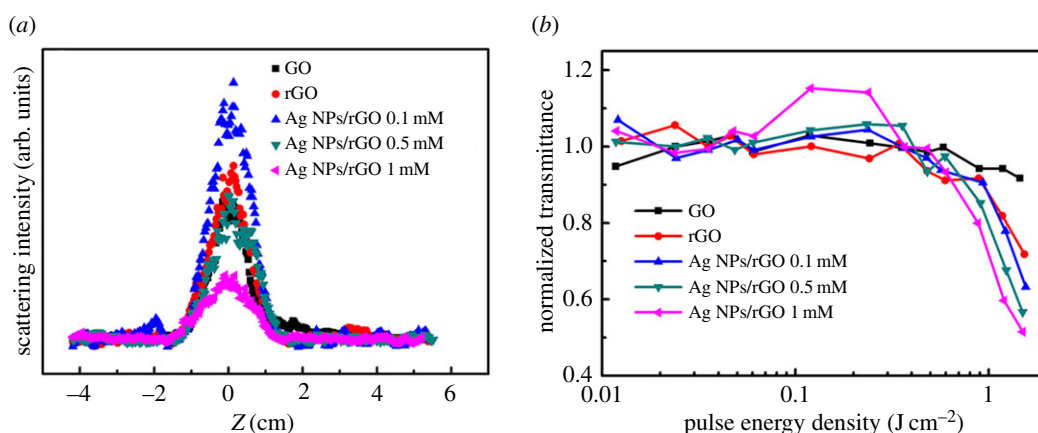 (a)
scattering intensity (arb. units)
GO
rGO
Ag NPs/rGO 0.1 mM
Ag NPs/rGO 0.5 mM
Ag NPs/rGO 1 mM
−4 −2 0 2 4 6
Z (cm)
(b)
normalized transmittance
1.2
1.0
0.8
0.6
0.4
GO
rGO
Ag NPs/rGO 0.1 mM
Ag NPs/rGO 0.5 mM
Ag NPs/rGO 1 mM
0.01 0.1 1
pulse energy density (J cm−2)